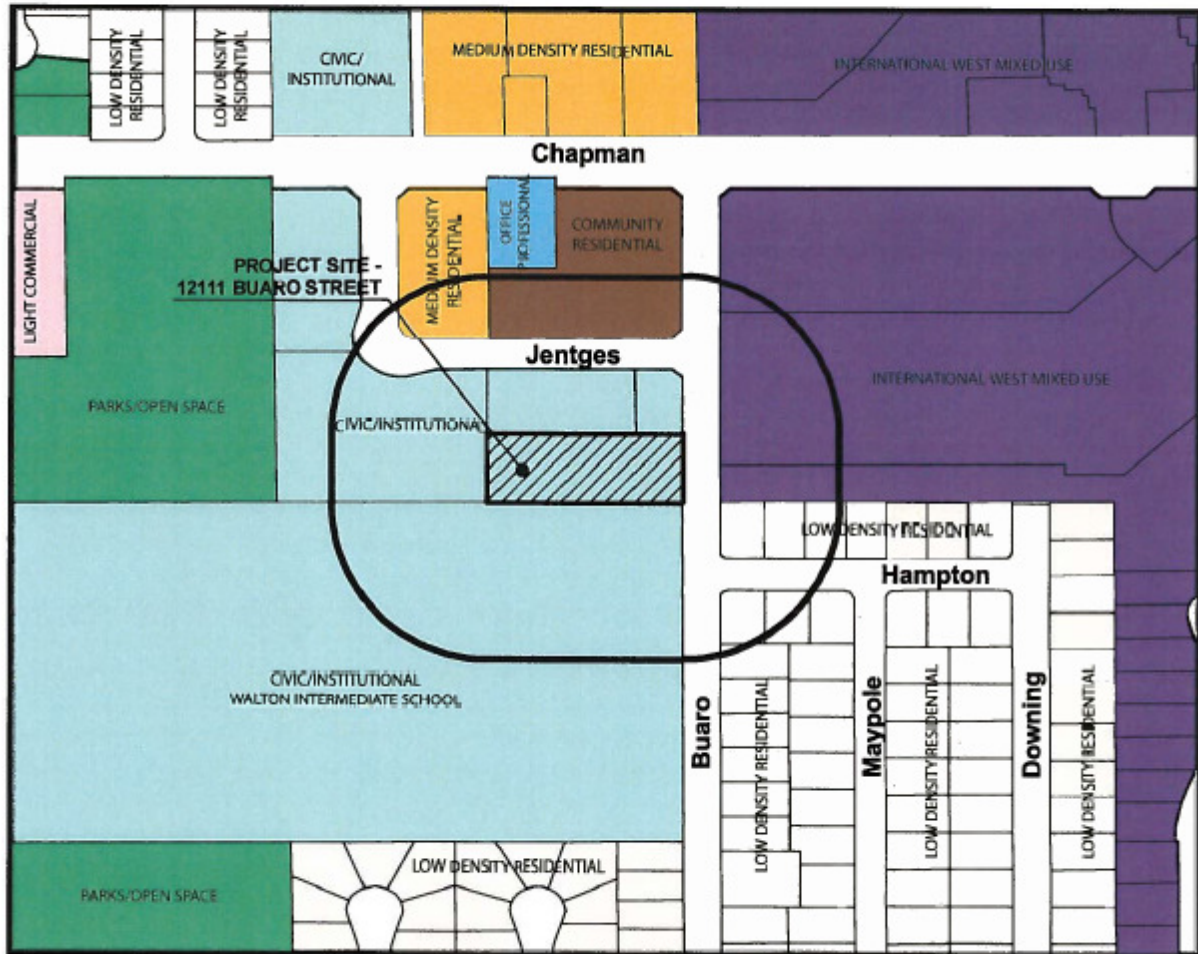 LOW DENSITY
RESIDENTIAL
LOW DENSITY
RESIDENTIAL
CIVIC/
INSTITUTIONAL
MEDIUM DENSITY RESIDENTIAL
INTERNATIONAL WEST MIXED USE
Chapman
LIGHT COMMERCIAL
MEDIUM DENSITY
RESIDENTIAL
OFFICE
PROFESSIONAL
COMMUNITY
RESIDENTIAL
PROJECT SITE -
12111 BUARO STREET
Jentges
PARKS/OPEN SPACE
CIVIC/INSTITUTIONAL
INTERNATIONAL WEST MIXED USE
LOW DENSITY RESIDENTIAL
Hampton
CIVIC/INSTITUTIONAL
WALTON INTERMEDIATE SCHOOL
Buaro
LOW DENSITY RESIDENTIAL
Maypole
LOW DENSITY RESIDENTIAL
Downing
LOW DENSITY RESIDENTIAL
LOW DENSITY RESIDENTIAL
PARKS/OPEN SPACE